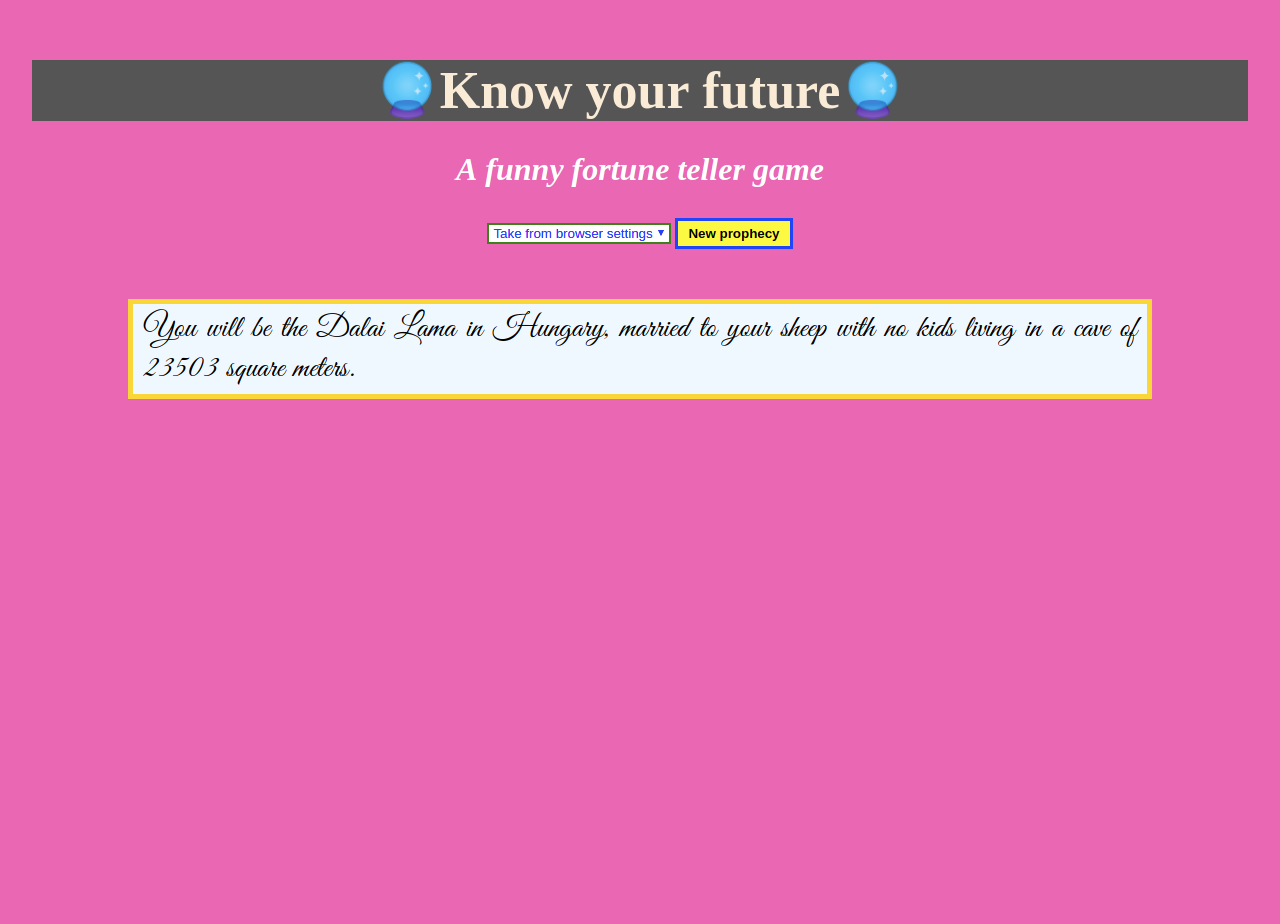 Know your future
A funny fortune teller game
Take from browser settings
New prophecy
You will be the Dalai Lama in Hungary, married to your sheep with no kids living in a cave of
23503 square meters.